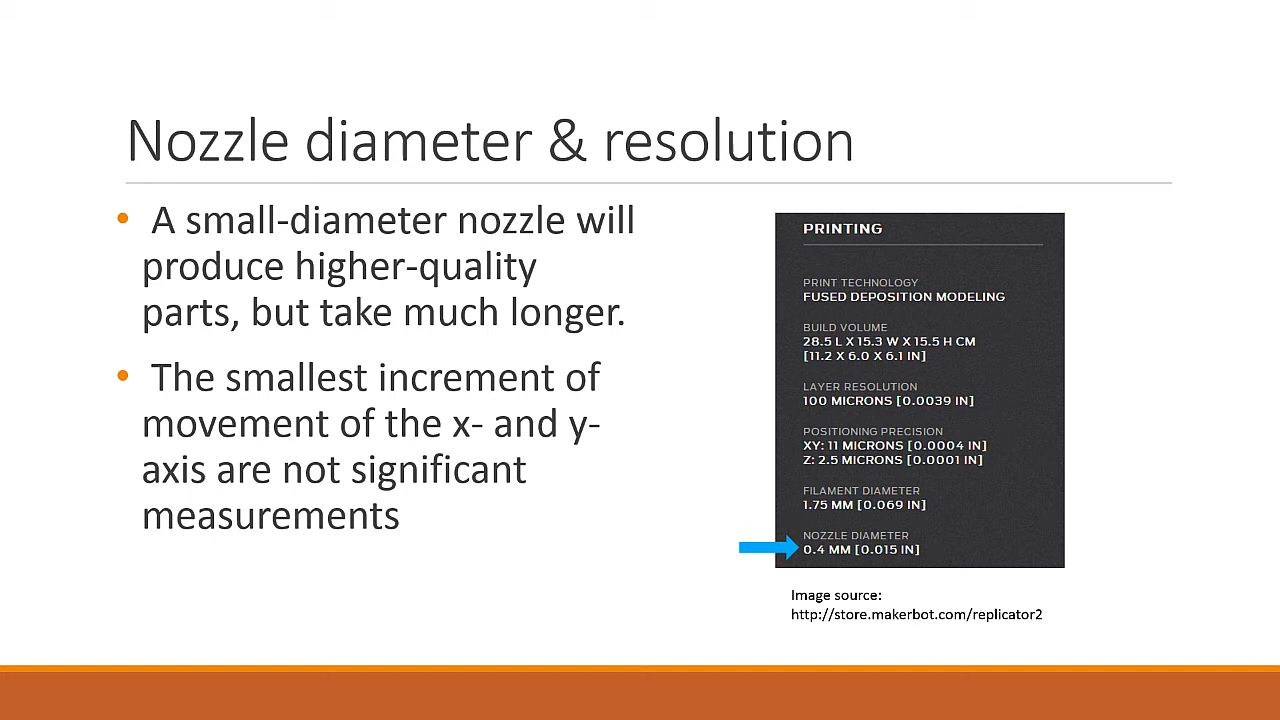 Nozzle diameter & resolution
• A small-diameter nozzle will
produce higher-quality
parts, but take much longer.
• The smallest increment of
movement of the x- and y-
axis are not significant
measurements
PRINTING
PRINT TECHNOLOGY
FUSED DEPOSITION MODELING
BUILD VOLUME
28.5 L X 15.3 W X 15.5 H CM
[11.2 X 6.0 X 6.1 IN]
LAYER RESOLUTION
100 MICRONS [0.0039 IN]
POSITIONING PRECISION
XY: 11 MICRONS [0.0004 IN]
Z: 2.5 MICRONS [0.0001 IN]
FILAMENT DIAMETER
1.75 MM [0.069 IN]
NOZZLE DIAMETER
0.4 MM [0.015 IN]
Image source:
http://store.makerbot.com/replicator2